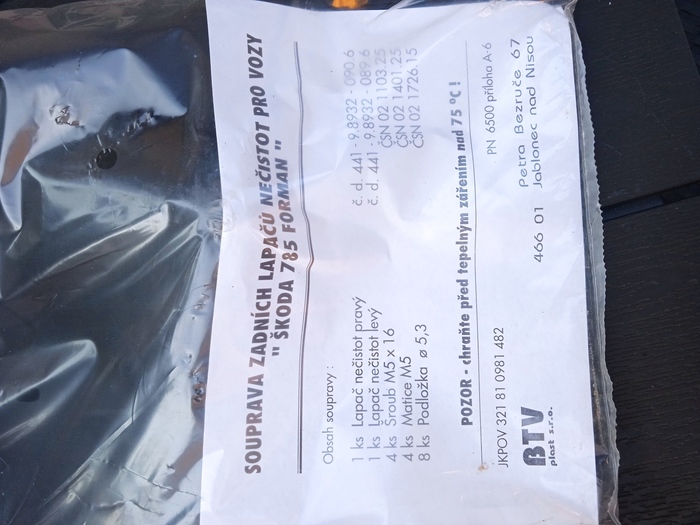 SOUPRAVA ZADNÍCH LAPAČŮ NEČISTOT PRO VOZY
" ŠKODA 785 FORMAN "
Obsah soupravy :
1 ks Lapač nečistot pravý č. d. 441 - 9.8932 - 090.6
1 ks Lapač nečistot levý č. d. 441 - 9.8932 - 089.6
4 ks Šroub M5 x 16 ČSN 02 1103.25
4 ks Matice M5 ČSN 02 1401.25
8 ks Podložka ø 5,3 ČSN 02 1726.15
POZOR - chraňte před tepelným zářením nad 75 °C !
JKPOV 321 81 0981 482 PN 6500 příloha A-6
BTV
plast s.r.o.
Petra Bezruče 67
466 01 Jablonec nad Nisou